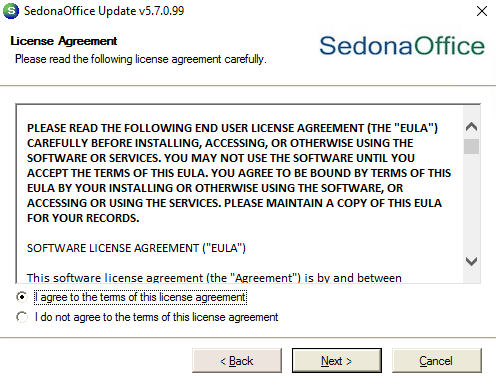 S SedonaOffice Update v5.7.0.99
License Agreement
Please read the following license agreement carefully.
SedonaOffice
PLEASE READ THE FOLLOWING END USER LICENSE AGREEMENT (THE "EULA")
CAREFULLY BEFORE INSTALLING, ACCESSING, OR OTHERWISE USING THE
SOFTWARE OR SERVICES. YOU MAY NOT USE THE SOFTWARE UNTIL YOU
ACCEPT THE TERMS OF THIS EULA. YOU AGREE TO BE BOUND BY TERMS OF THIS
EULA BY YOUR INSTALLING OR OTHERWISE USING THE SOFTWARE, OR
ACCESSING OR USING THE SERVICES. PLEASE MAINTAIN A COPY OF THIS EULA
FOR YOUR RECORDS.
SOFTWARE LICENSE AGREEMENT ("EULA")
This software license agreement (the "Agreement") is by and between
I agree to the terms of this license agreement
I do not agree to the terms of this license agreement
< Back
Next >
Cancel